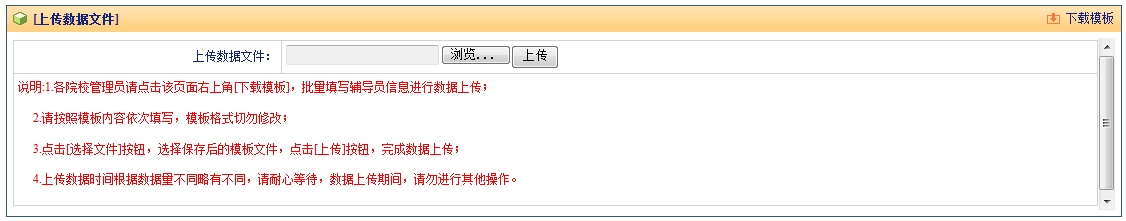 [上传数据文件]
下载模板
上传数据文件：
浏览...
上传
说明:1.各院校管理员请点击该页面右上角[下载模板]，批量填写辅导员信息进行数据上传；
2.请按照模板内容依次填写，模板格式切勿修改；
3.点击[选择文件]按钮，选择保存后的模板文件，点击[上传]按钮，完成数据上传；
4.上传数据时间根据数据量不同略有不同，请耐心等待，数据上传期间，请勿进行其他操作。